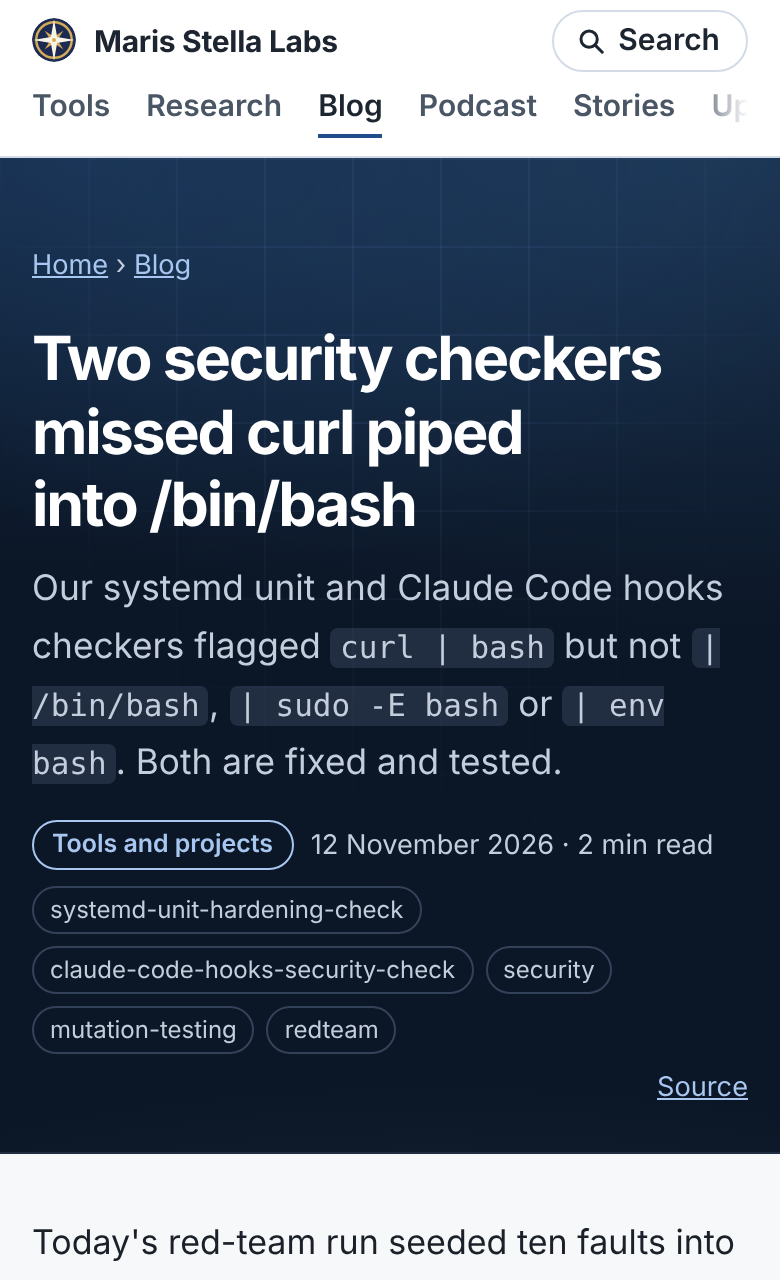 Maris Stella Labs
Search
Tools Research Blog Podcast Stories Up
Home › Blog
Two security checkers
missed curl piped
into /bin/bash
Our systemd unit and Claude Code hooks
checkers flagged curl | bash but not |
/bin/bash, | sudo -E bash or | env
bash. Both are fixed and tested.
Tools and projects 12 November 2026 · 2 min read
systemd-unit-hardening-check
claude-code-hooks-security-check security
mutation-testing redteam
Source
Today's red-team run seeded ten faults into